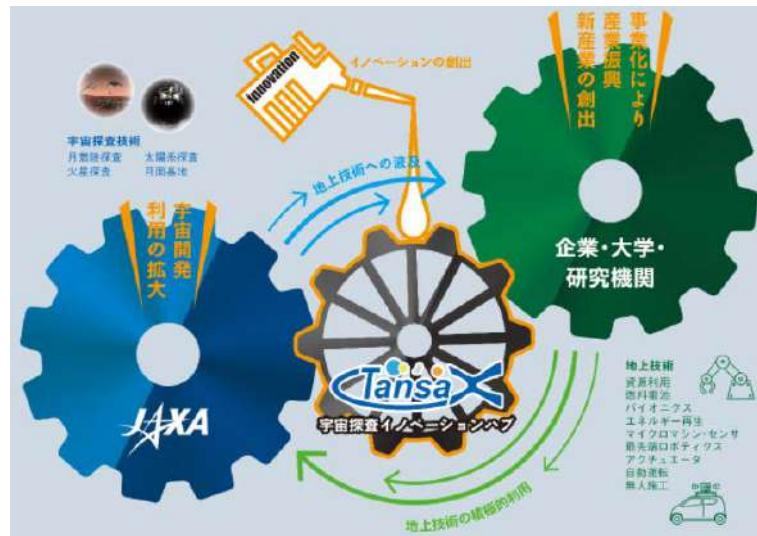 Innovation
イノベーションの創出
事業化により
産業振興
新産業の創出
宇宙探査技術
月離陸探査 太陽系探査
火星探査 月面基地
地上技術への波及
宇宙開発
利用の拡大
企業・大学・
研究機関
JAXA
TansaX
宇宙探査イノベーションハブ
地上技術
資源利用
燃料電池
バイオニクス
エネルギー再生
マイクロマシン・センサ
最先端ロボティクス
アクチュエータ
自動運転
無人施工
地上技術の積極的利用